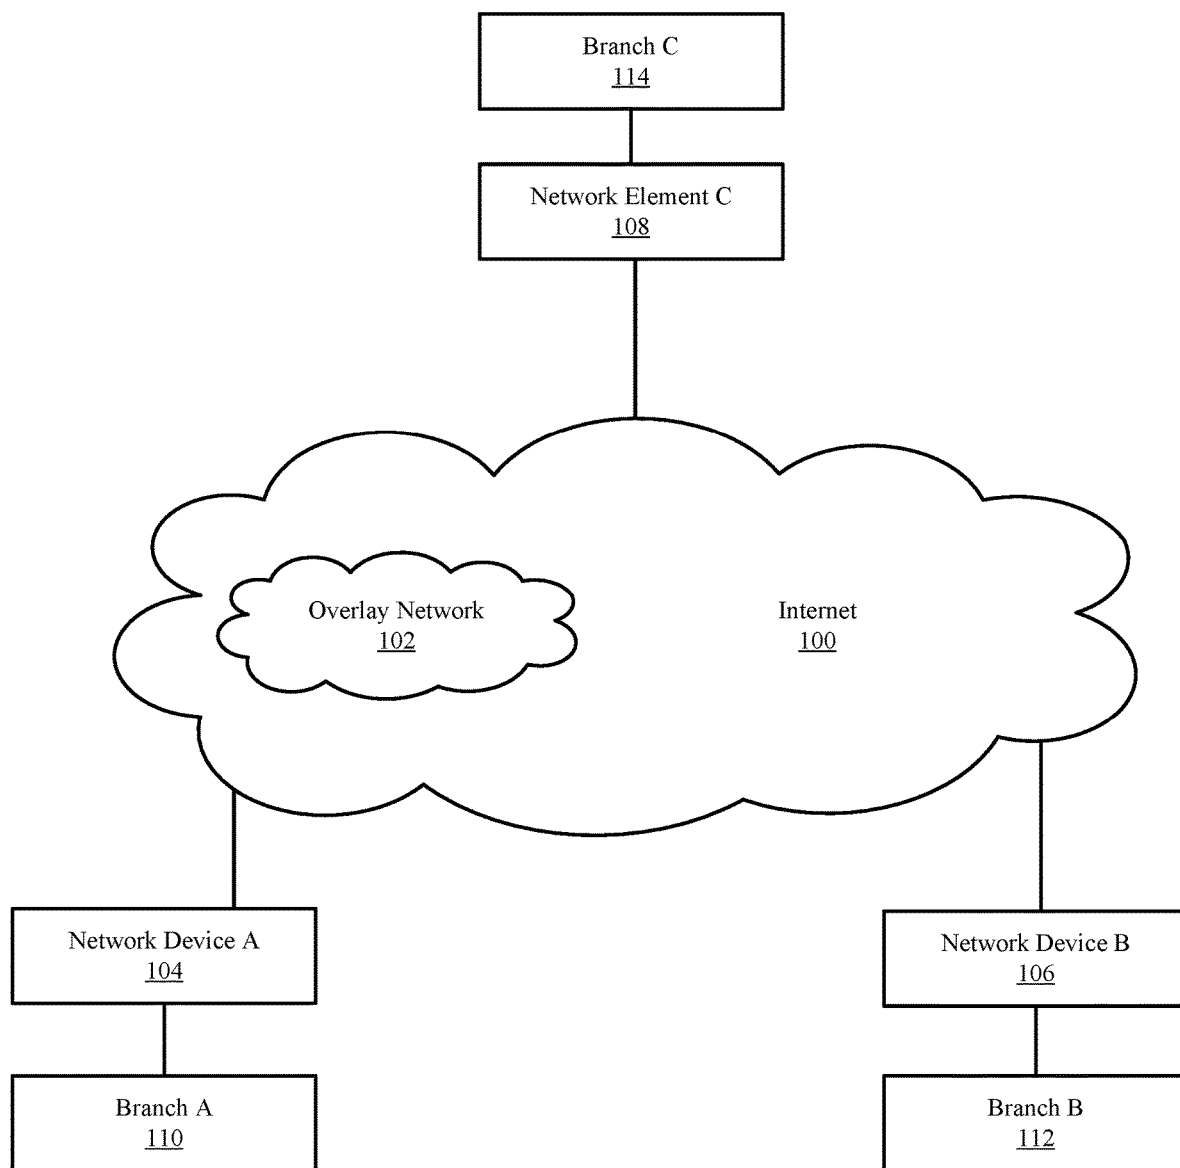 Branch C
114
Network Element C
108
Overlay Network
102
Internet
100
Network Device A
104
Network Device B
106
Branch A
110
Branch B
112